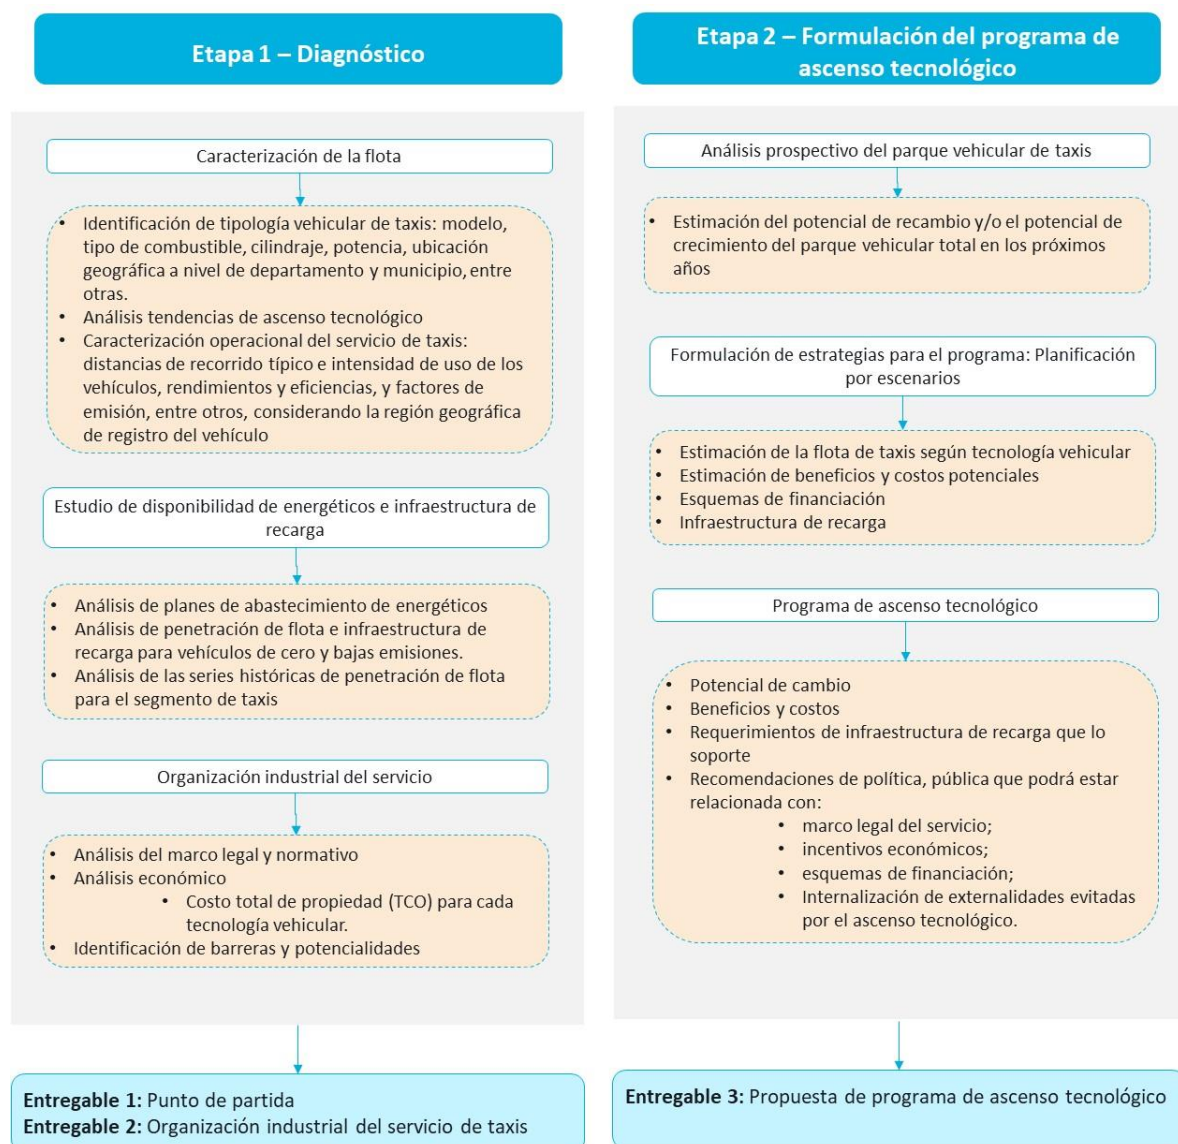 Etapa 1 – Diagnóstico
Caracterización de la flota
• Identificación de tipología vehicular de taxis: modelo,
tipo de combustible, cilindraje, potencia, ubicación
geográfica a nivel de departamento y municipio, entre
otras.
• Análisis tendencias de ascenso tecnológico
• Caracterización operacional del servicio de taxis:
distancias de recorrido típico e intensidad de uso de los
vehículos, rendimientos y eficiencias, y factores de
emisión, entre otros, considerando la región geográfica
de registro del vehículo
Estudio de disponibilidad de energéticos e infraestructura de
recarga
• Análisis de planes de abastecimiento de energéticos
• Análisis de penetración de flota e infraestructura de
recarga para vehículos de cero y bajas emisiones.
• Análisis de las series históricas de penetración de flota
para el segmento de taxis
Organización industrial del servicio
• Análisis del marco legal y normativo
• Análisis económico
• Costo total de propiedad (TCO) para cada
tecnología vehicular.
• Identificación de barreras y potencialidades
Entregable 1: Punto de partida
Entregable 2: Organización industrial del servicio de taxis
Etapa 2 – Formulación del programa de
ascenso tecnológico
Análisis prospectivo del parque vehicular de taxis
• Estimación del potencial de recambio y/o el potencial de
crecimiento del parque vehicular total en los próximos
años
Formulación de estrategias para el programa: Planificación
por escenarios
• Estimación de la flota de taxis según tecnología vehicular
• Estimación de beneficios y costos potenciales
• Esquemas de financiación
• Infraestructura de recarga
Programa de ascenso tecnológico
• Potencial de cambio
• Beneficios y costos
• Requerimientos de infraestructura de recarga que lo
soporte
• Recomendaciones de política, pública que podrá estar
relacionada con:
• marco legal del servicio;
• incentivos económicos;
• esquemas de financiación;
• Internalización de externalidades evitadas
por el ascenso tecnológico.
Entregable 3: Propuesta de programa de ascenso tecnológico